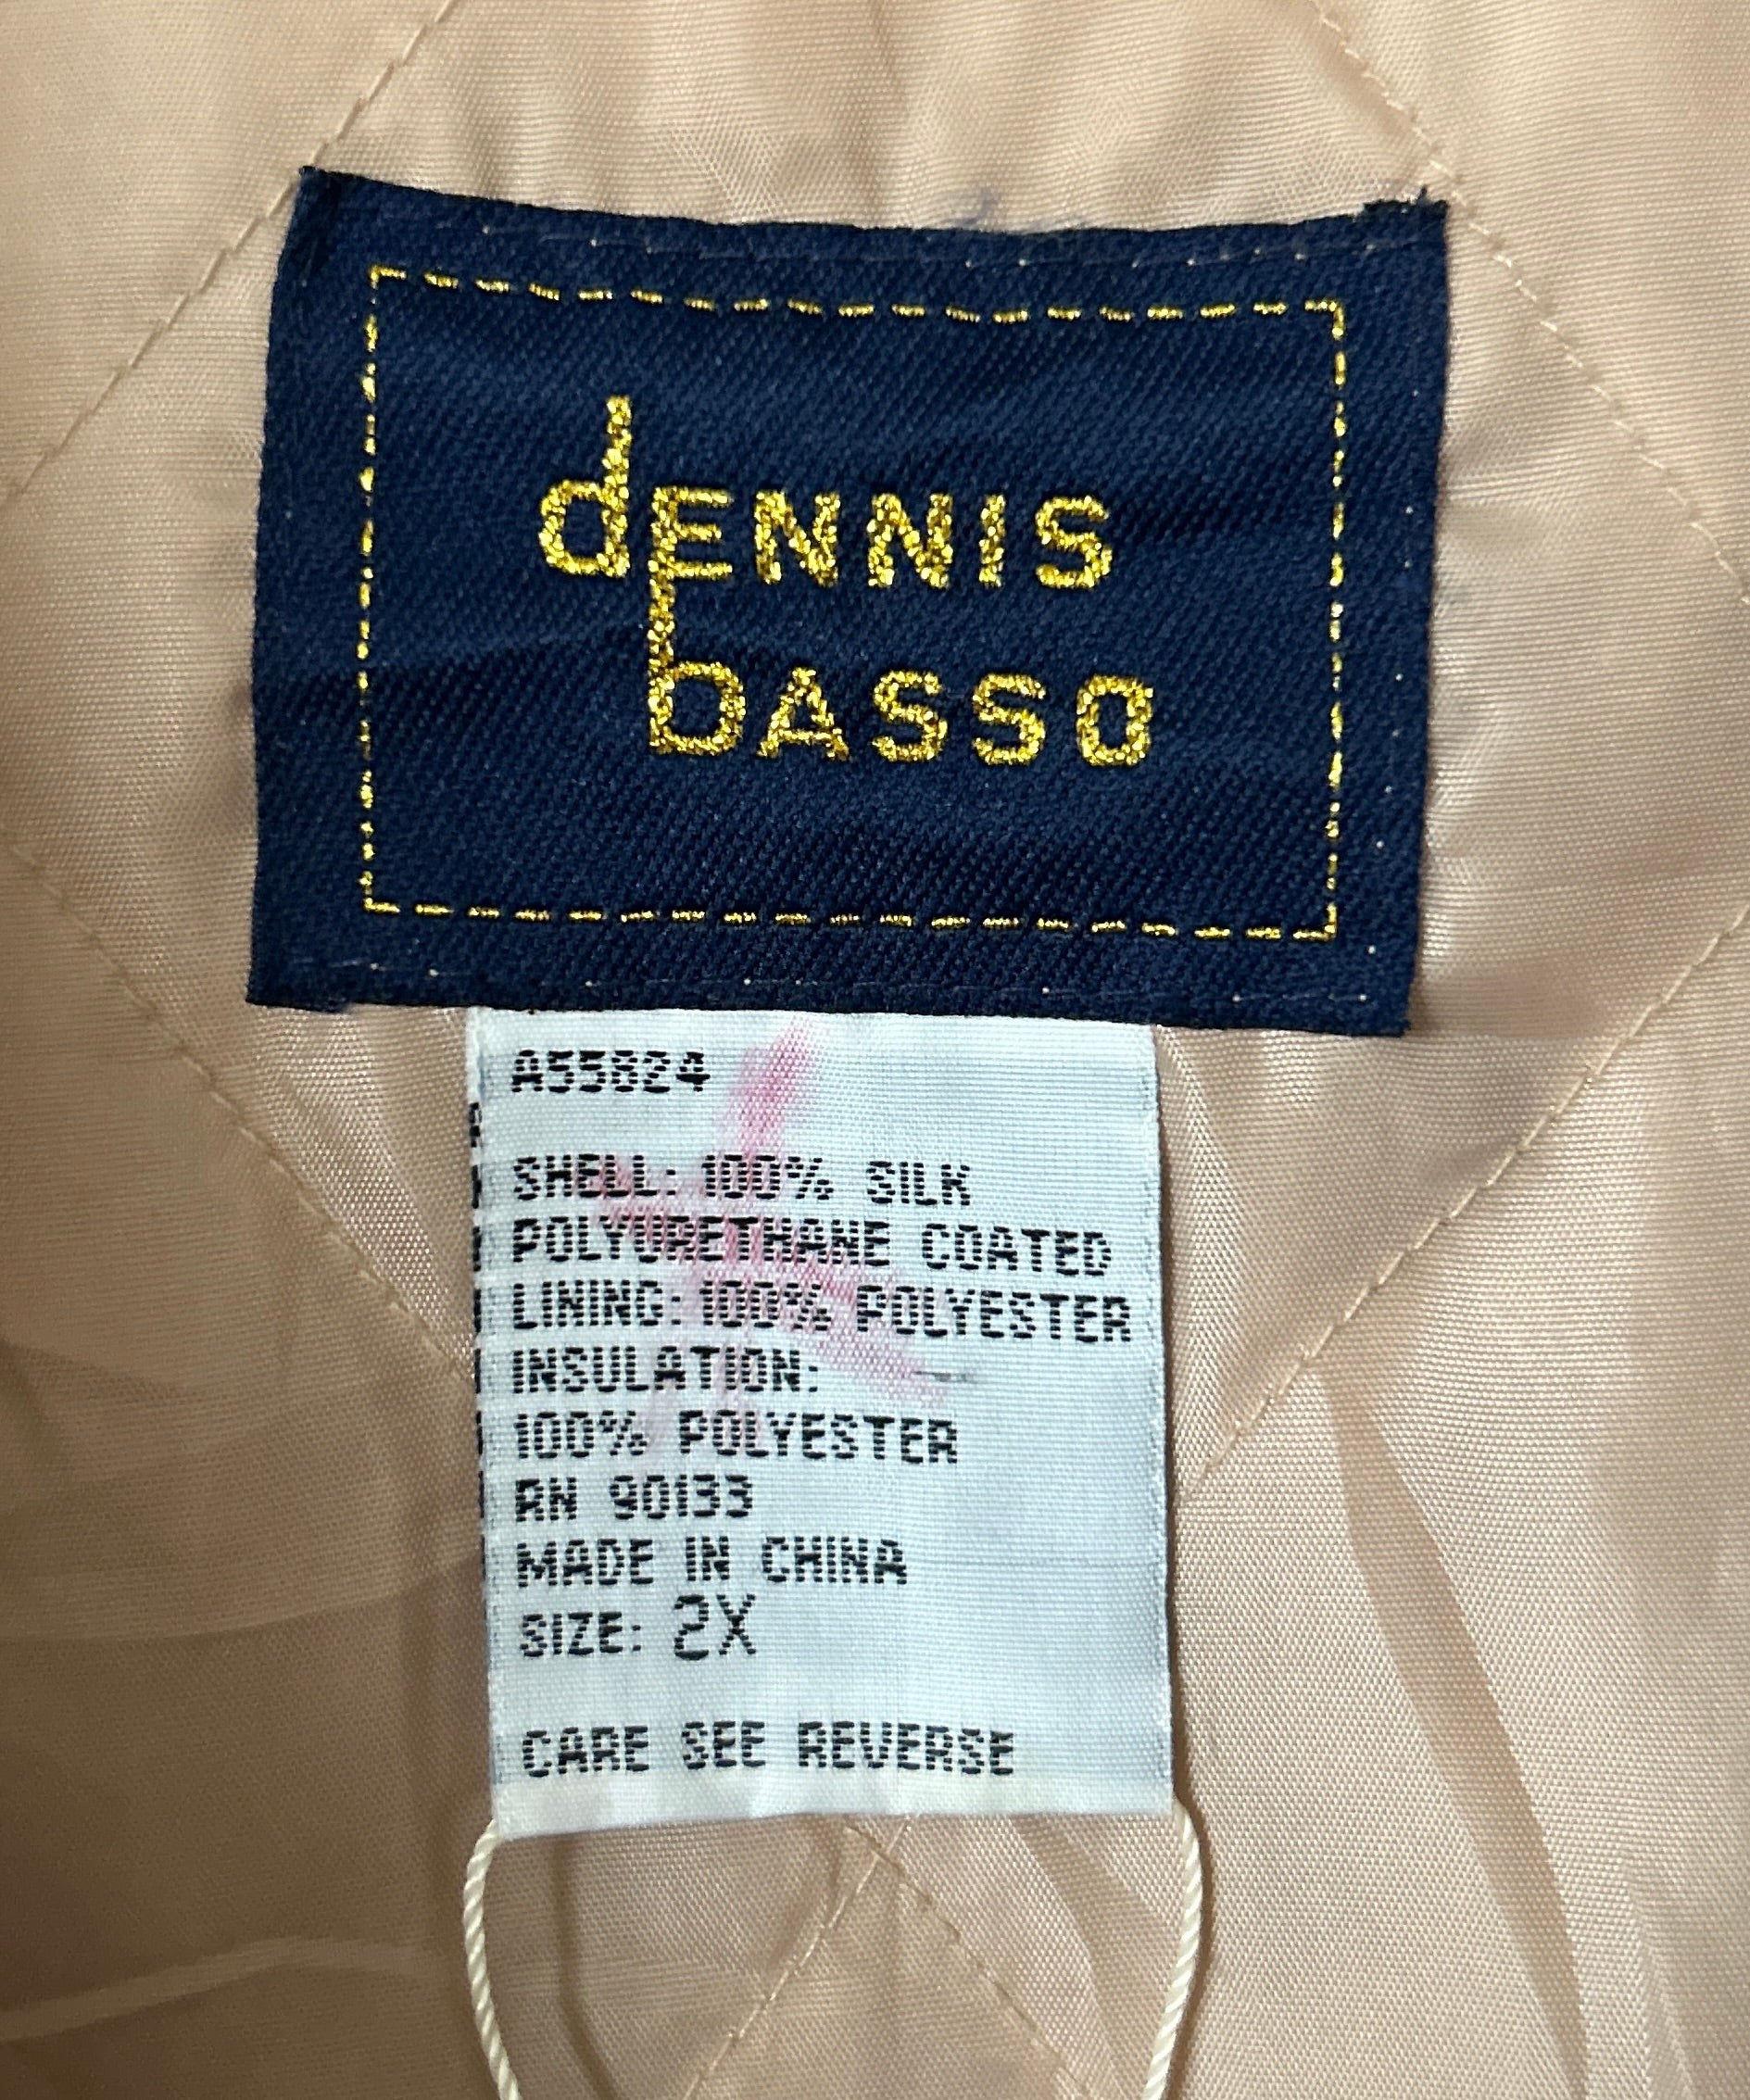 dENNIS
bASSO
A55824
SHELL: 100% SILK
POLYURETHANE COATED
LINING: 100% POLYESTER
INSULATION:
100% POLYESTER
RN 90133
MADE IN CHINA
SIZE: 2X
CARE SEE REVERSE